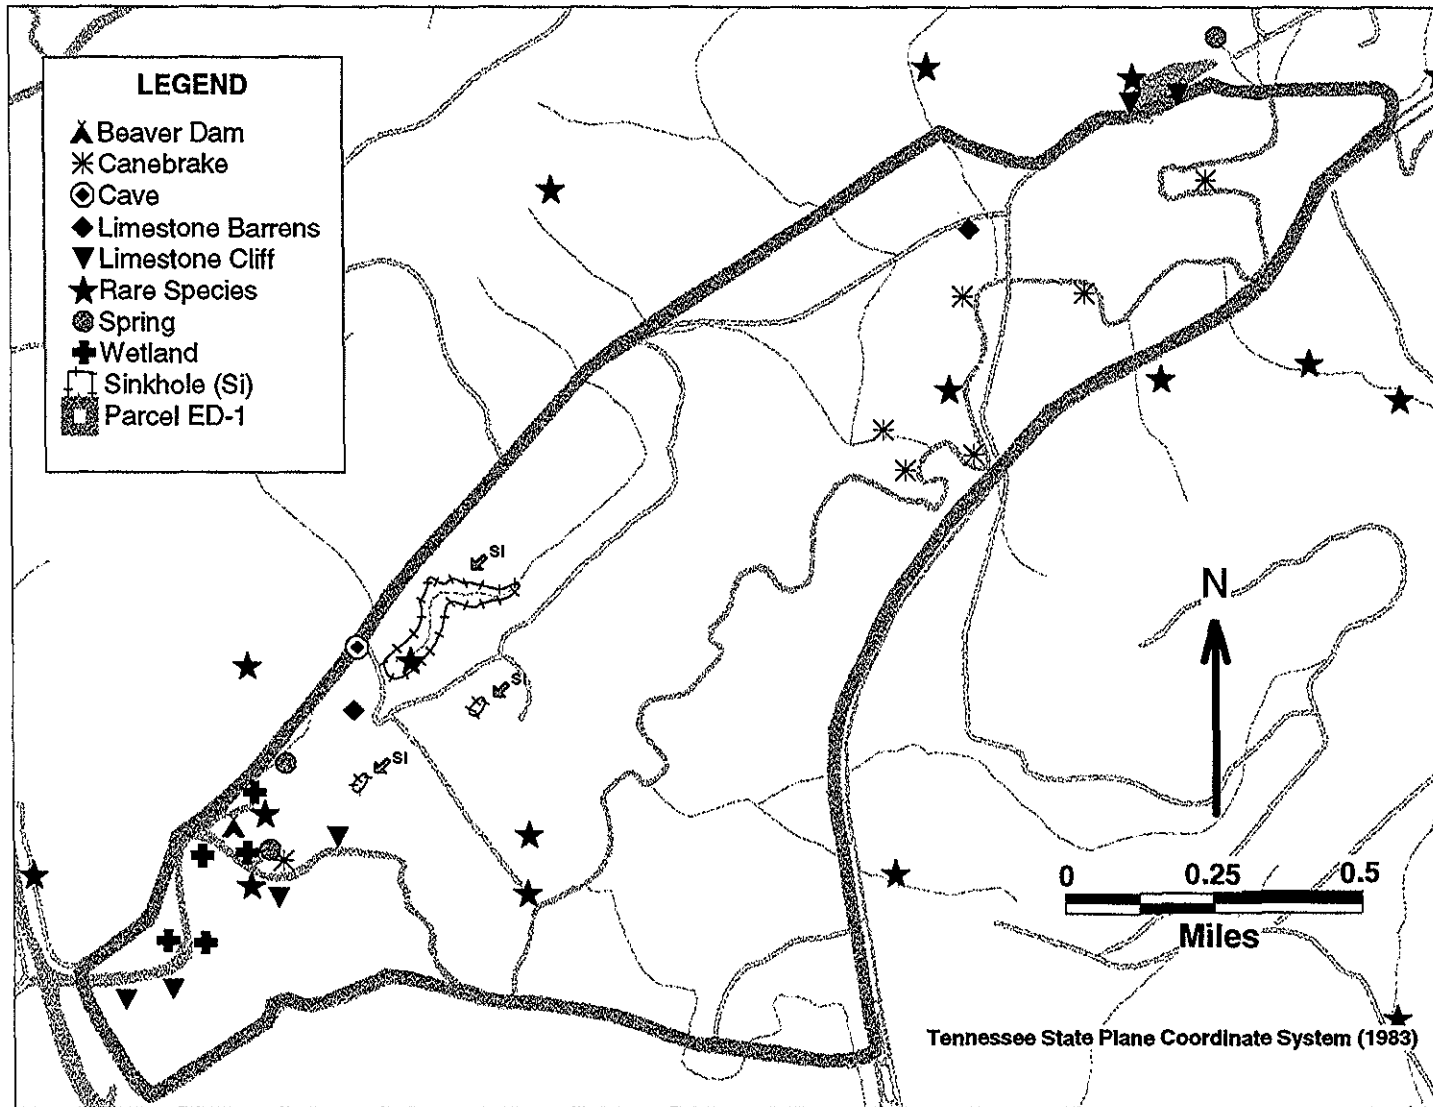 LEGEND
Beaver Dam
Canebrake
Cave
Limestone Barrens
Limestone Cliff
Rare Species
Spring
Wetland
Sinkhole (Si)
Parcel ED-1
SI
SI
SI
N
0 0.25 0.5
Miles
Tennessee State Plane Coordinate System (1983)